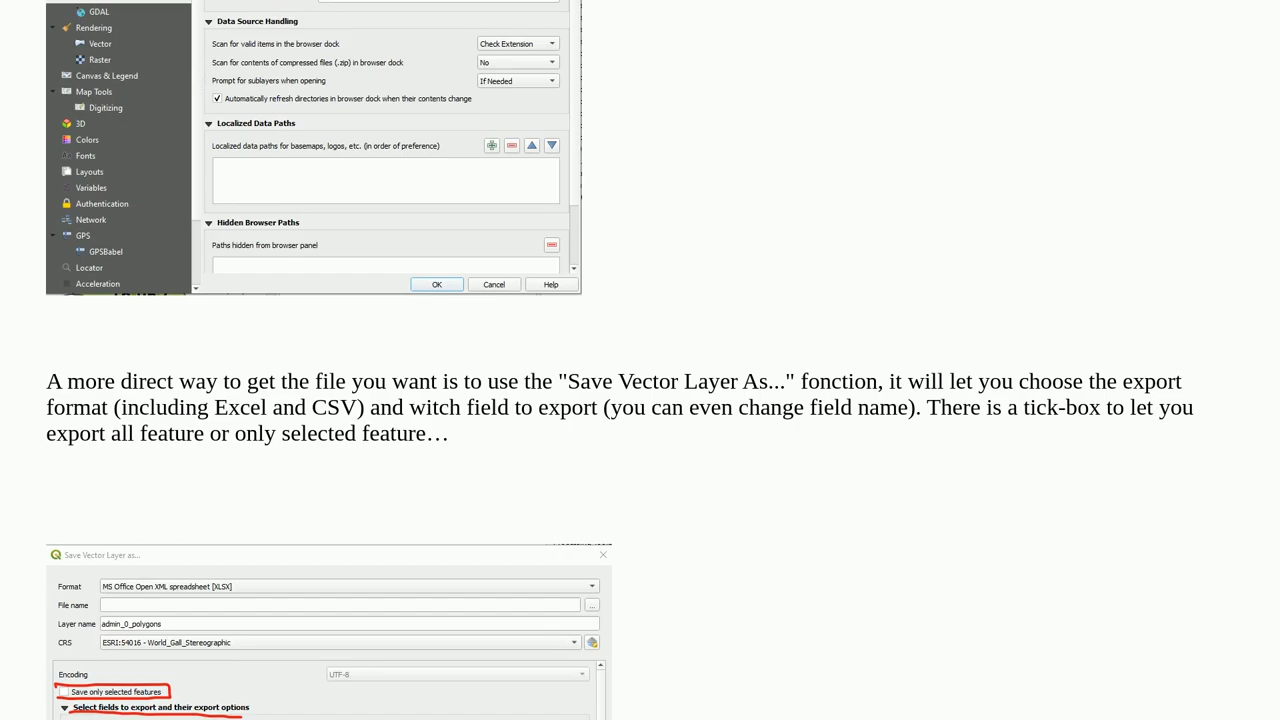 GDAL
Rendering
Vector
Raster
Canvas & Legend
Map Tools
Digitizing
3D
Colors
Fonts
Layouts
Variables
Authentication
Network
GPS
GPSBabel
Locator
Acceleration
Data Source Handling
Scan for valid items in the browser dock Check Extension
Scan for contents of compressed files (.zip) in browser dock No
Prompt for sublayers when opening If Needed
Automatically refresh directories in browser dock when their contents change
Localized Data Paths
Localized data paths for basemaps, logos, etc. (in order of preference)
Hidden Browser Paths
Paths hidden from browser panel
OK Cancel Help
A more direct way to get the file you want is to use the "Save Vector Layer As..." fonction, it will let you choose the export
format (including Excel and CSV) and witch field to export (you can even change field name). There is a tick-box to let you
export all feature or only selected feature…
Save Vector Layer as...
Format MS Office Open XML spreadsheet [XLSX]
File name ...
Layer name admin_0_polygons
CRS ESRI:54016 - World_Gall_Stereographic
Encoding UTF-8
Save only selected features
Select fields to export and their export options